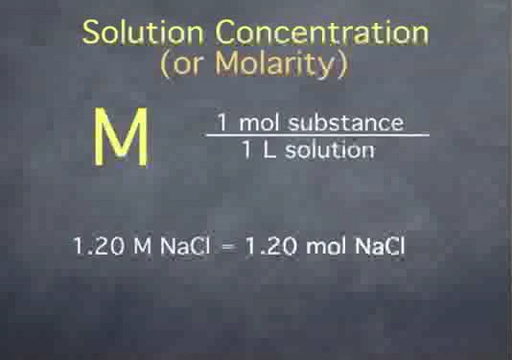 Solution Concentration
(or Molarity)
M
1 mol substance
1 L solution
1.20 M NaCl = 1.20 mol NaCl